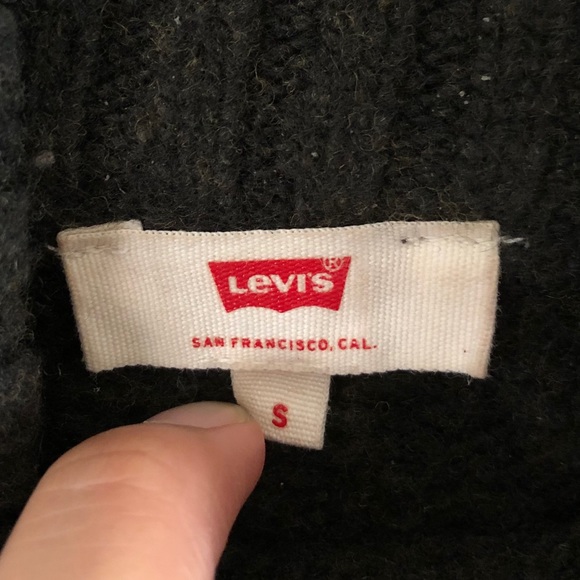 Levi's®
SAN FRANCISCO, CAL.
S